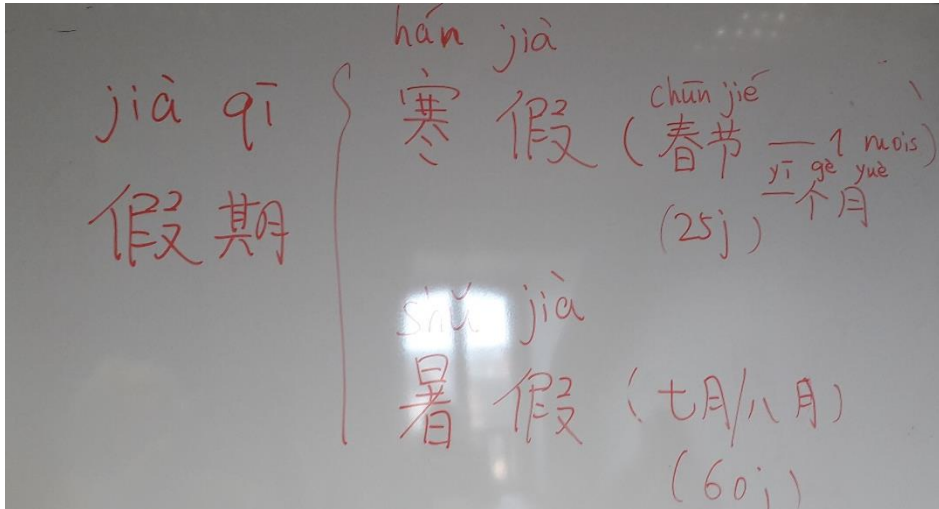 jià qī
假期
hán jià
寒假 (春节 — 1 mois)
chūn jié
yī gè yuè
一个月
(25j)
shǔ jià
暑假 (七月/八月)
(60j)